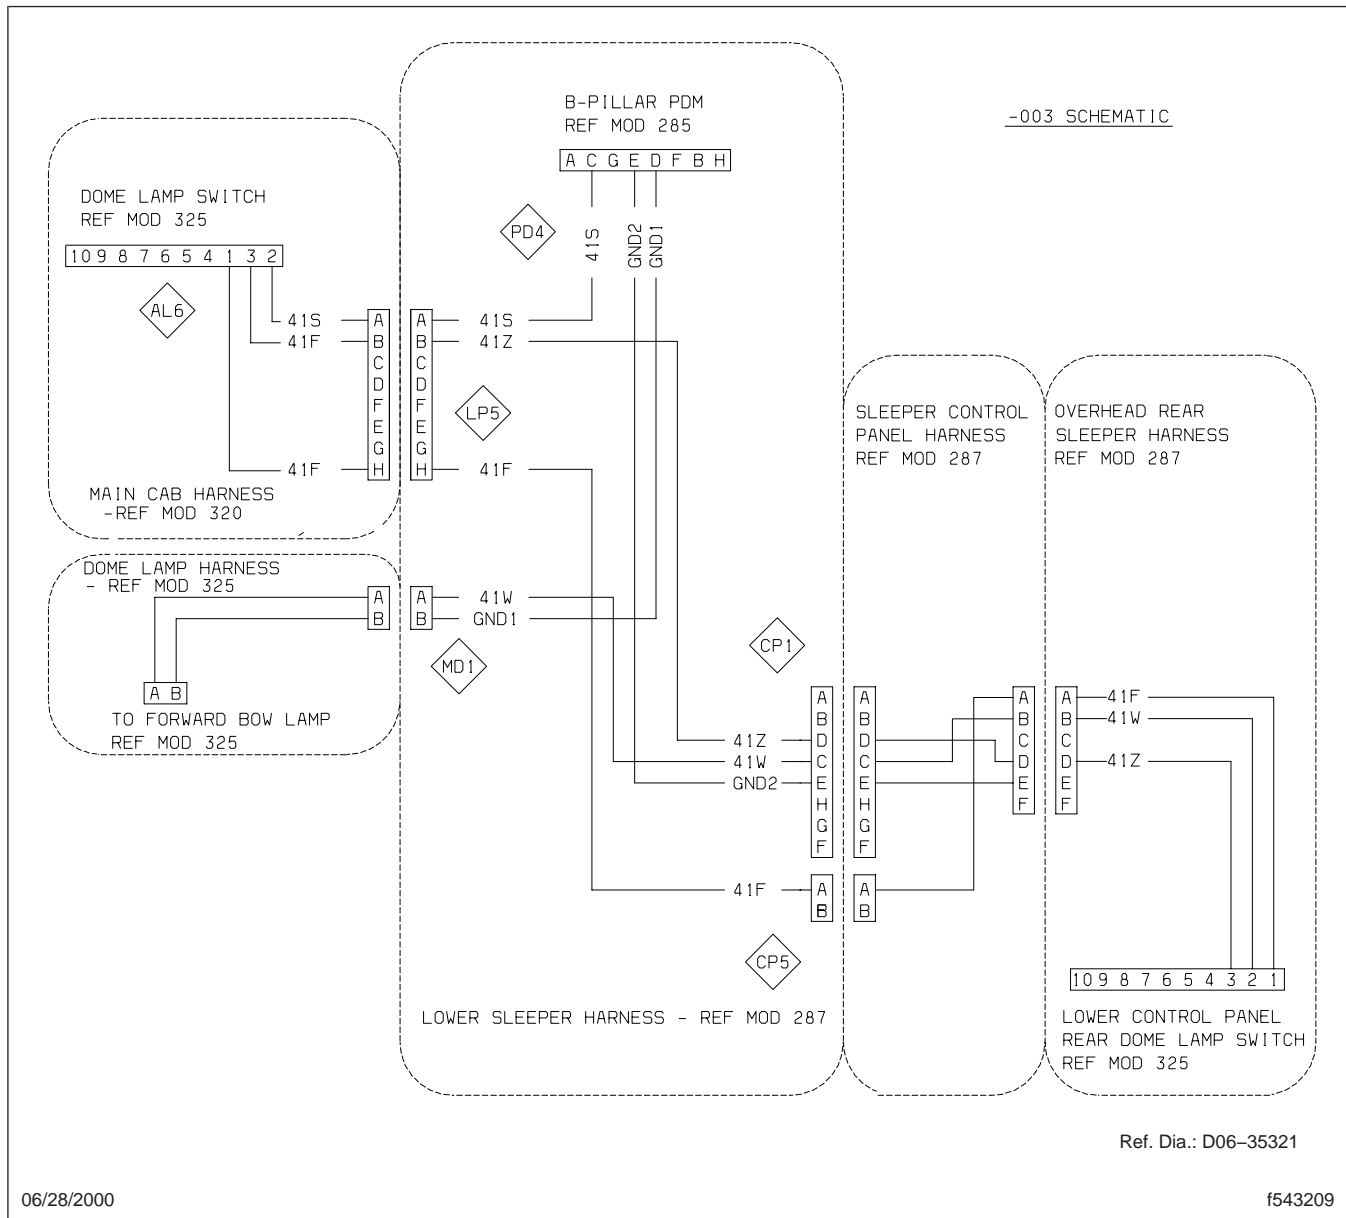 B-PILLAR PDM
REF MOD 285
A C G E D F B H
-003 SCHEMATIC
DOME LAMP SWITCH
REF MOD 325
10 9 8 7 6 5 4 1 3 2
AL6
PD4
41S
GND2
GND1
41S
41F
41F
A
B
C
D
F
E
G
H
A
B
C
D
F
E
G
H
41S
41Z
41F
LP5
MAIN CAB HARNESS
-REF MOD 320
SLEEPER CONTROL
PANEL HARNESS
REF MOD 287
OVERHEAD REAR
SLEEPER HARNESS
REF MOD 287
DOME LAMP HARNESS
- REF MOD 325
A
B
A
B
41W
GND1
MD1
A B
TO FORWARD BOW LAMP
REF MOD 325
CP1
41Z
41W
GND2
A
B
D
C
E
H
G
F
A
B
D
C
E
H
G
F
A
B
C
D
E
F
A
B
C
D
E
F
41F
41W
41Z
41F
A
B
A
B
CP5
10 9 8 7 6 5 4 3 2 1
LOWER SLEEPER HARNESS - REF MOD 287
LOWER CONTROL PANEL
REAR DOME LAMP SWITCH
REF MOD 325
Ref. Dia.: D06–35321
06/28/2000
f543209